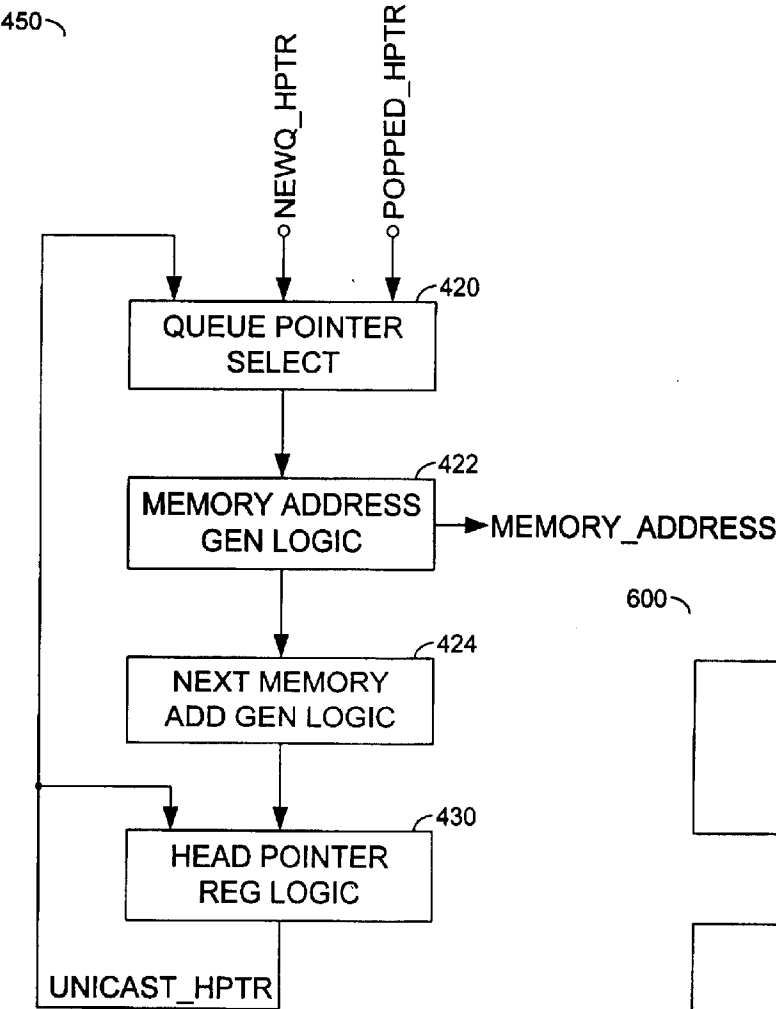 450
NEWQ_HPTR
POPPED_HPTR
420
QUEUE POINTER
SELECT
422
MEMORY ADDRESS
GEN LOGIC
MEMORY_ADDRESS
600
424
NEXT MEMORY
ADD GEN LOGIC
430
HEAD POINTER
REG LOGIC
UNICAST_HPTR